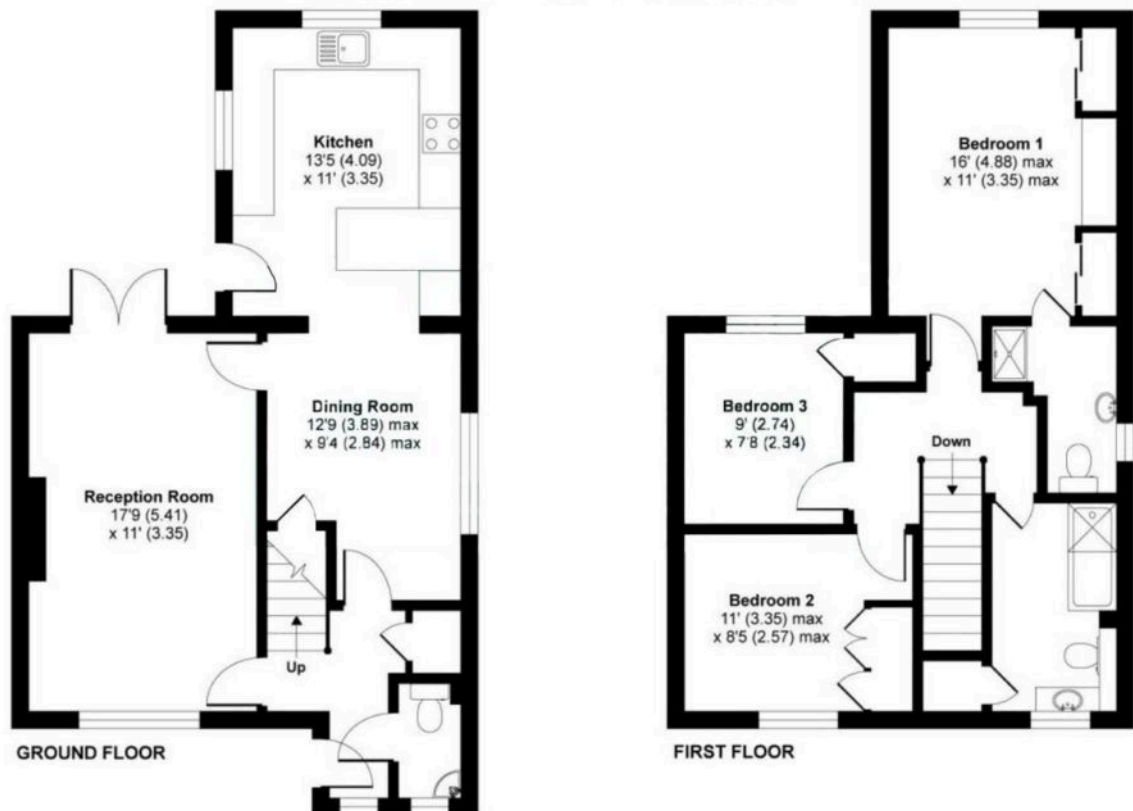 Kitchen
13'5 (4.09)
x 11' (3.35)
Dining Room
12'9 (3.89) max
x 9'4 (2.84) max
Reception Room
17'9 (5.41)
x 11' (3.35)
Up
GROUND FLOOR
Bedroom 1
16' (4.88) max
x 11' (3.35) max
Bedroom 3
9' (2.74)
x 7'8 (2.34)
Down
Bedroom 2
11' (3.35) max
x 8'5 (2.57) max
FIRST FLOOR